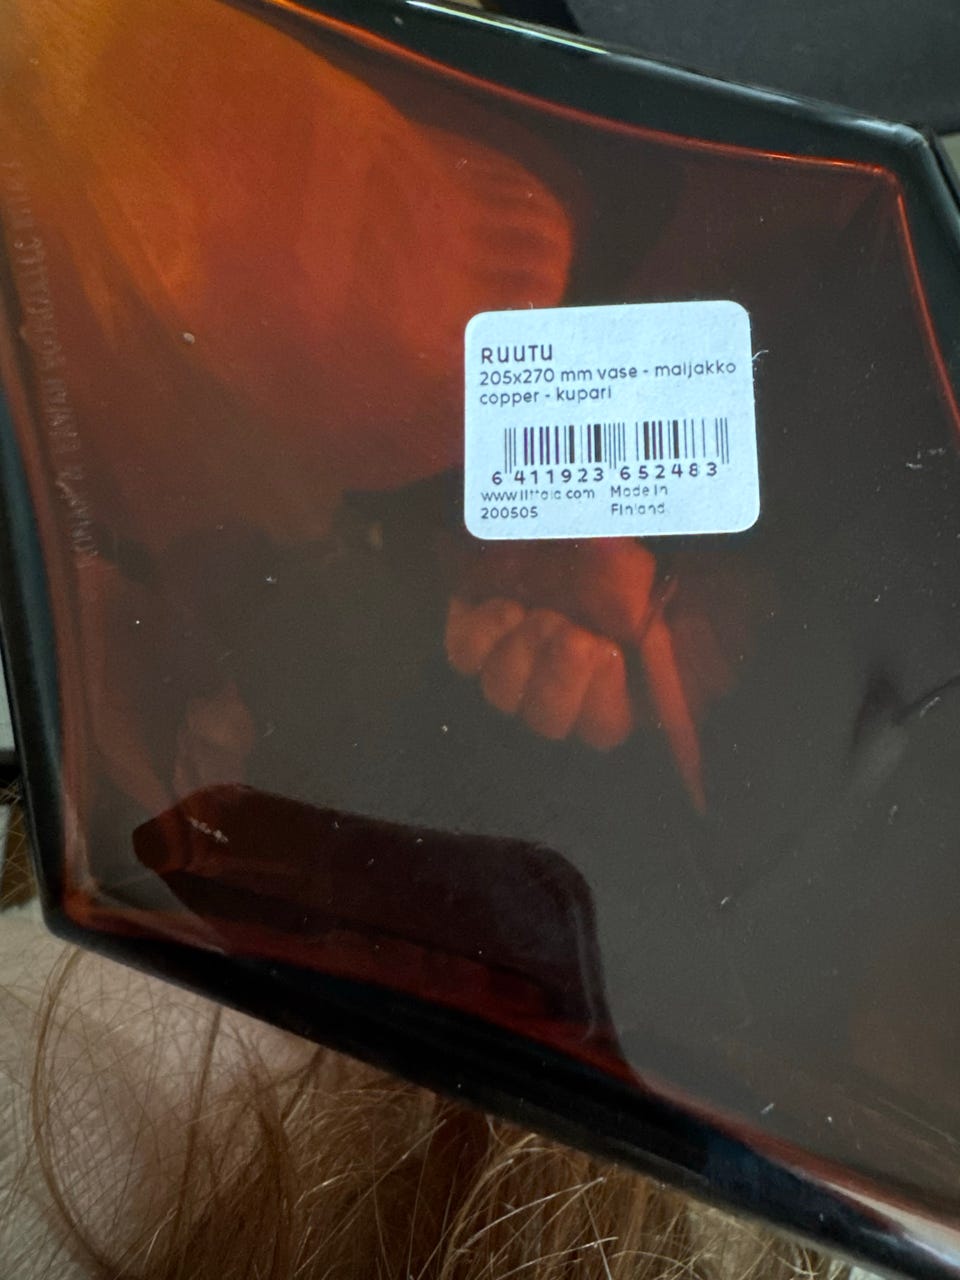 RUUTU
205x270 mm vase - maljakko
copper - kupari
6 411923 652483
www.iittala.com Made in
200505 Finland